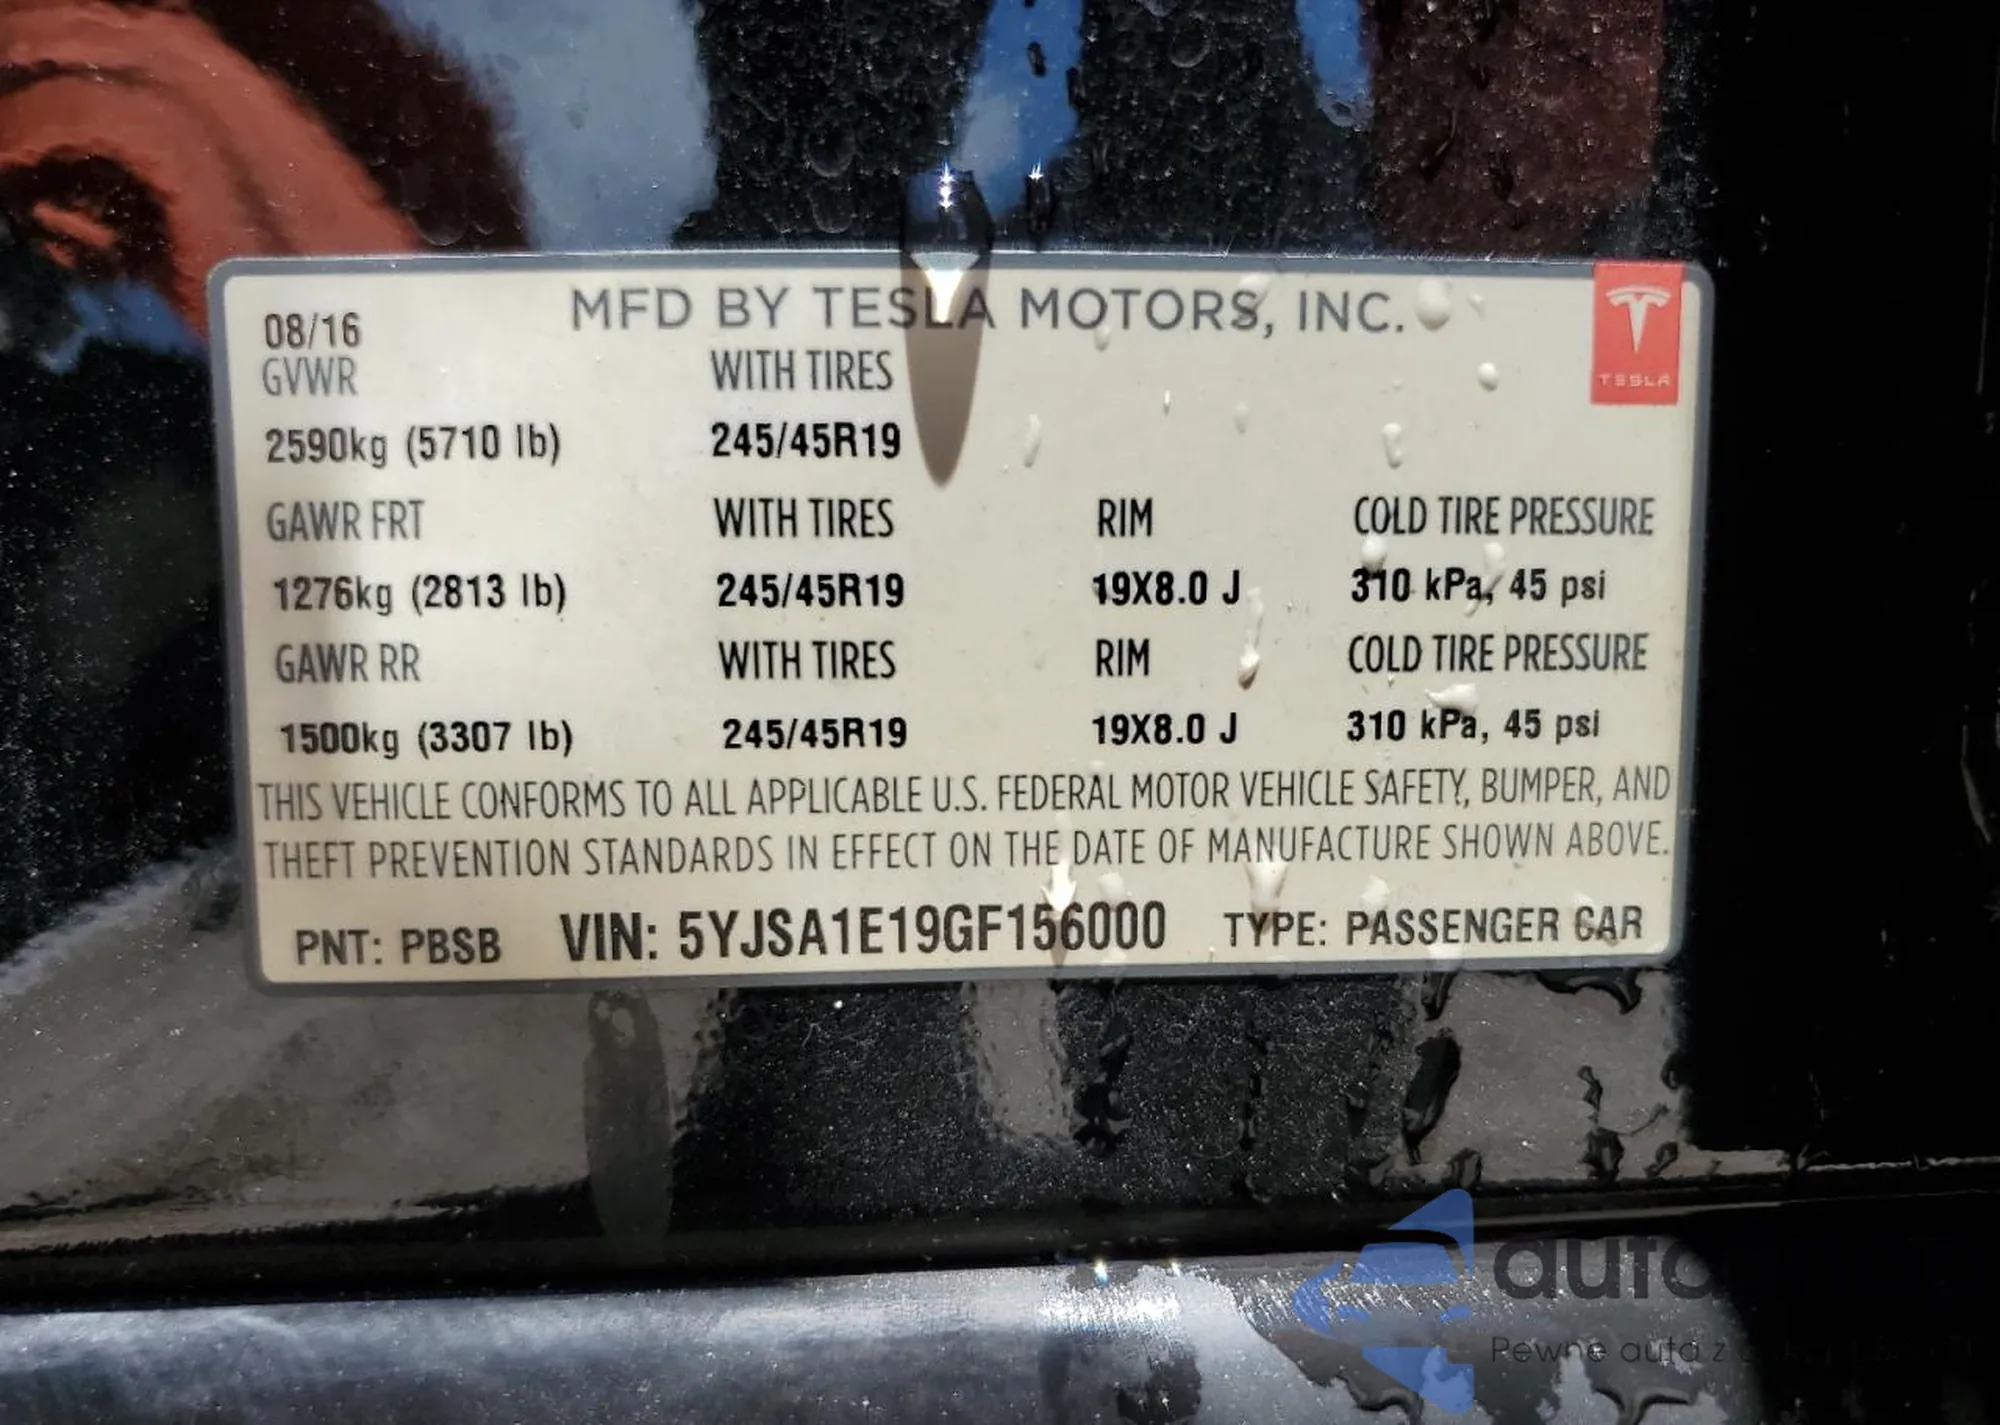 MFD BY TESLA MOTORS, INC.
TESLA
08/16
GVWR WITH TIRES
2590kg (5710 lb) 245/45R19
GAWR FRT WITH TIRES RIM COLD TIRE PRESSURE
1276kg (2813 lb) 245/45R19 19X8.0 J 310 kPa, 45 psi
GAWR RR WITH TIRES RIM COLD TIRE PRESSURE
1500kg (3307 lb) 245/45R19 19X8.0 J 310 kPa, 45 psi
THIS VEHICLE CONFORMS TO ALL APPLICABLE U.S. FEDERAL MOTOR VEHICLE SAFETY, BUMPER, AND
THEFT PREVENTION STANDARDS IN EFFECT ON THE DATE OF MANUFACTURE SHOWN ABOVE.
PNT: PBSB VIN: 5YJSA1E19GF156000 TYPE: PASSENGER CAR
Pewne auta z